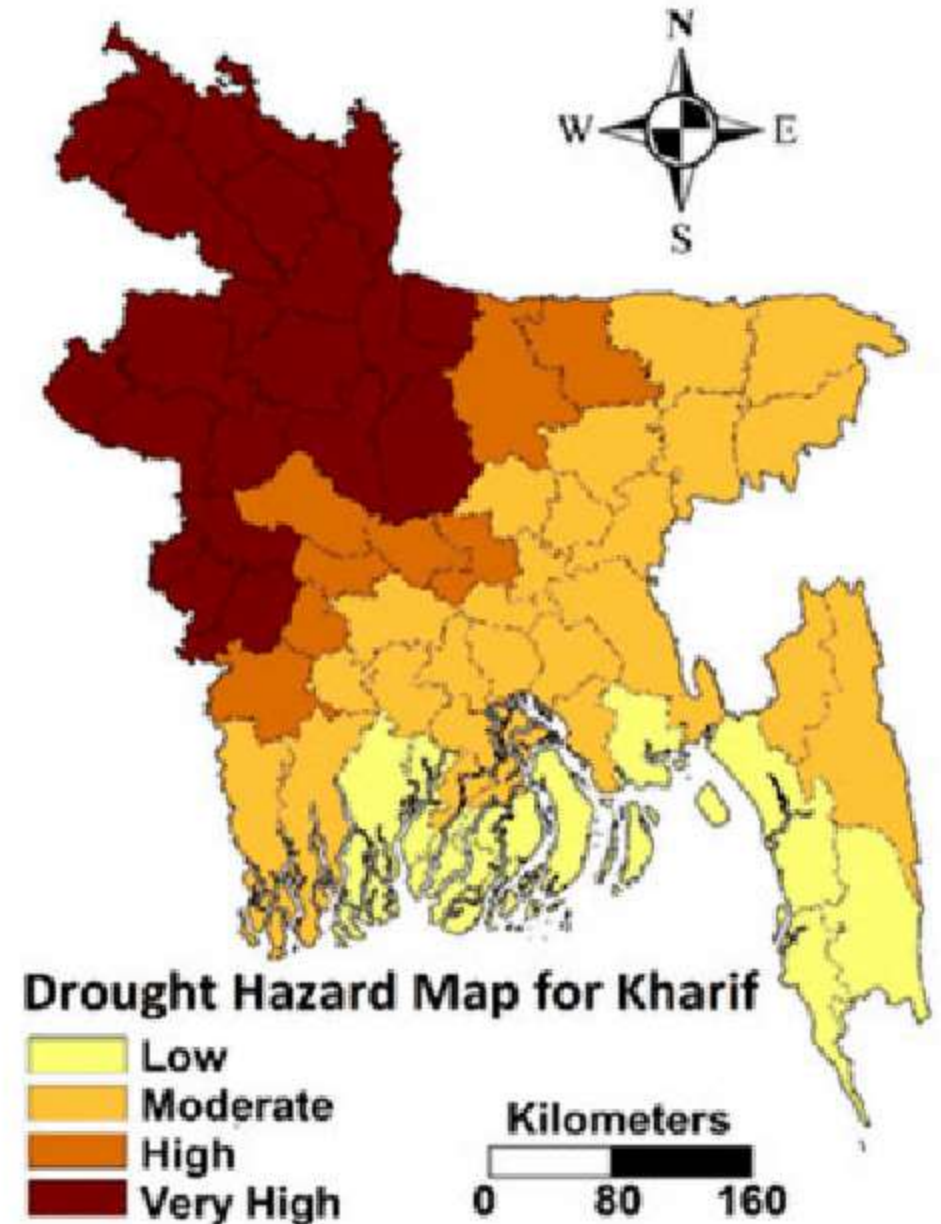 N
W E
S
Drought Hazard Map for Kharif
Low
Moderate
High
Very High
Kilometers
0 80 160